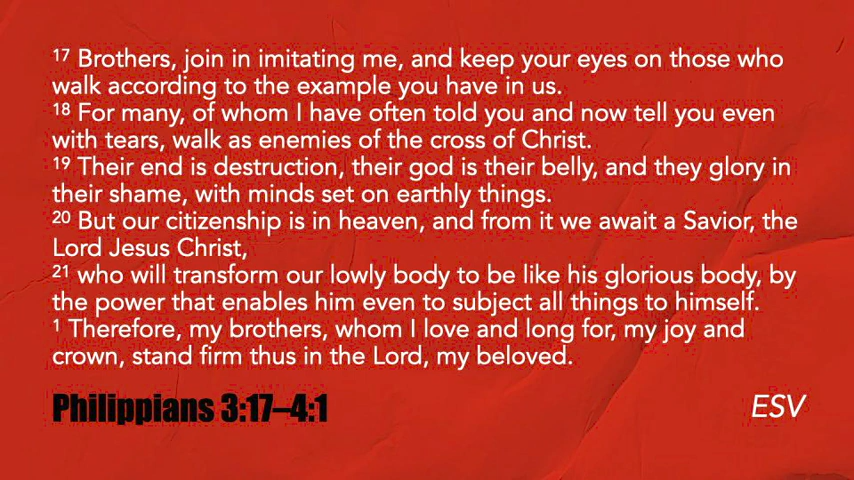 17 Brothers, join in imitating me, and keep your eyes on those who
walk according to the example you have in us.
18 For many, of whom I have often told you and now tell you even
with tears, walk as enemies of the cross of Christ.
19 Their end is destruction, their god is their belly, and they glory in
their shame, with minds set on earthly things.
20 But our citizenship is in heaven, and from it we await a Savior, the
Lord Jesus Christ,
21 who will transform our lowly body to be like his glorious body, by
the power that enables him even to subject all things to himself.
1 Therefore, my brothers, whom I love and long for, my joy and
crown, stand firm thus in the Lord, my beloved.
Philippians 3:17–4:1
ESV